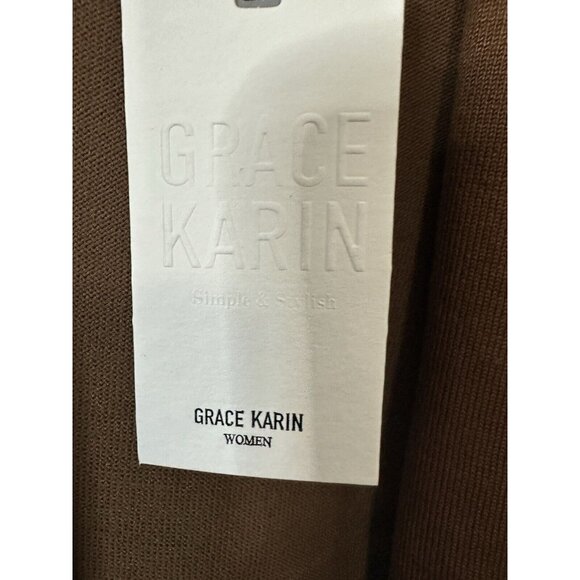 GRACE
KARIN
Simple & Stylish
GRACE KARIN
WOMEN